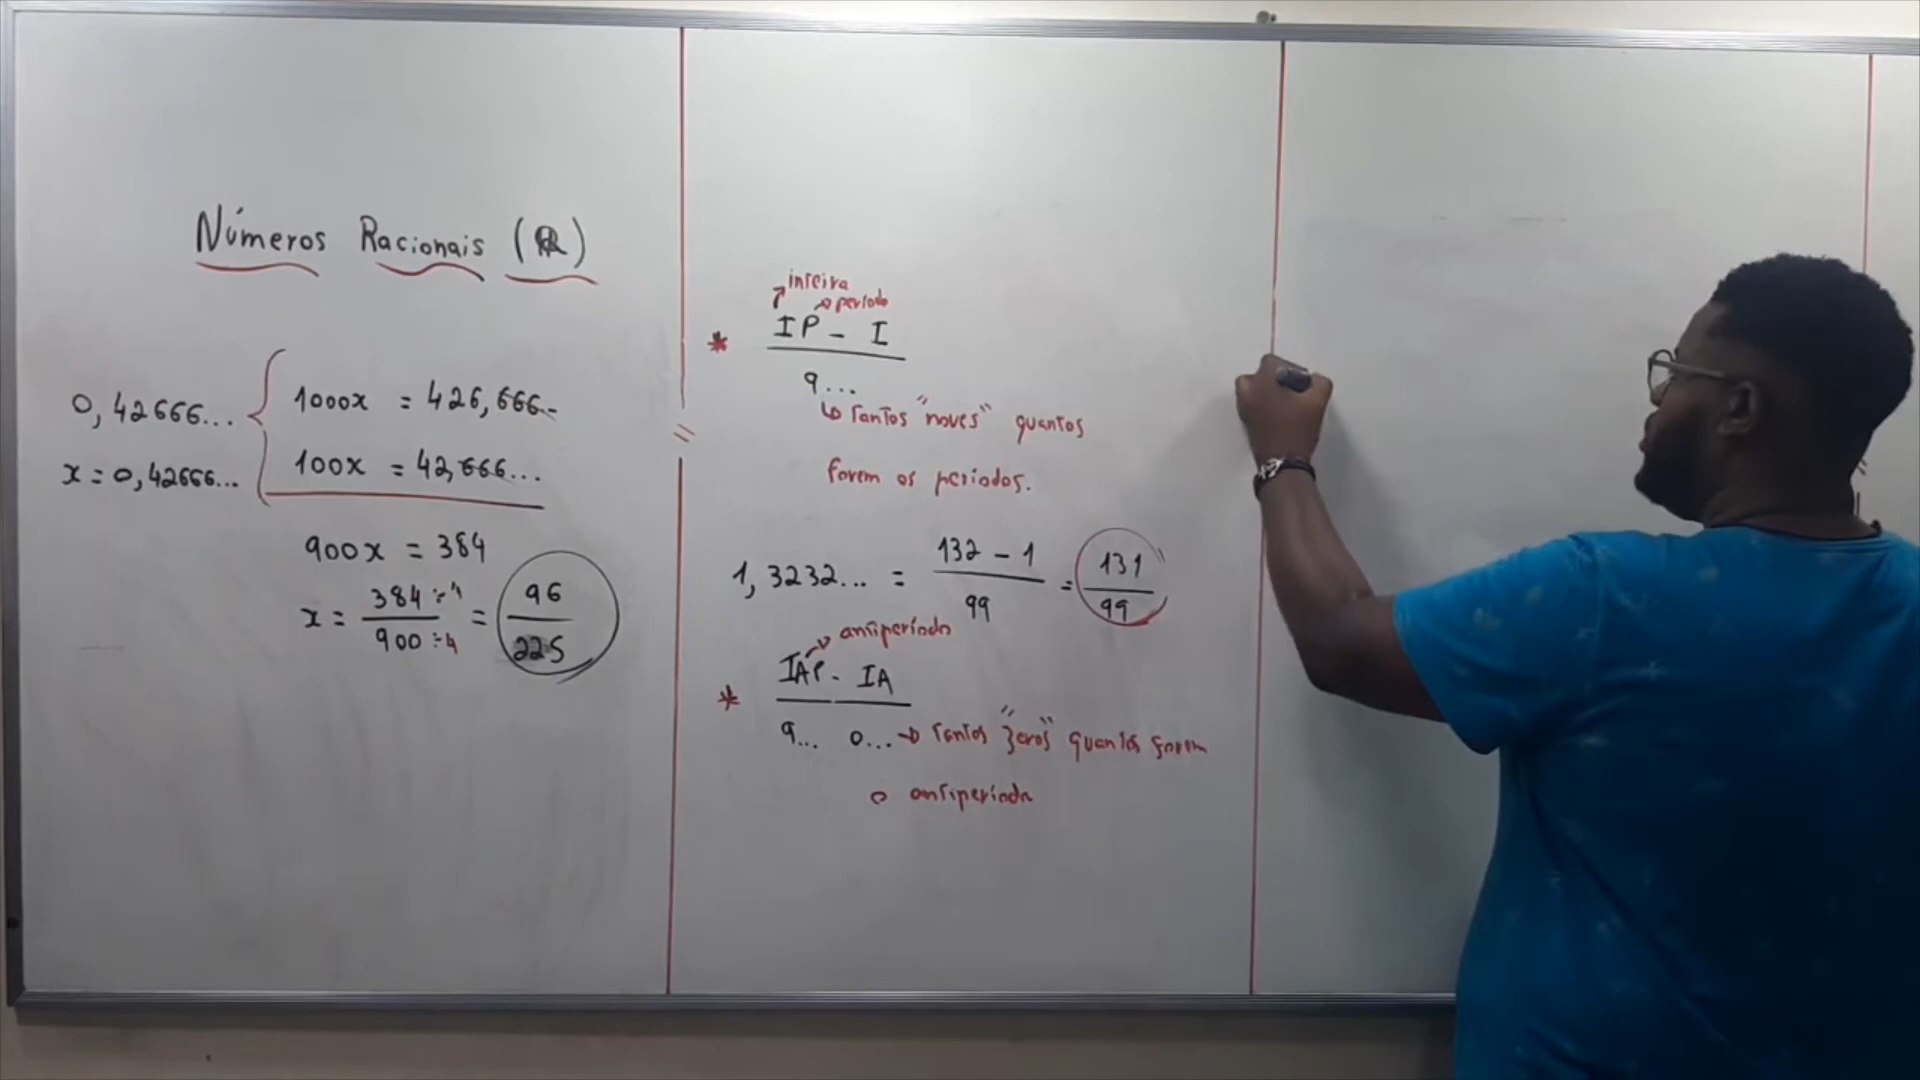 Números Racionais (Q)
0,42666...
x = 0,42666...
1000x = 426,666...
100x = 42,666...
900x = 384
x = 384 ÷4 / 900 ÷4 = 96 / 225
inteira
período
* IP - I
9...
↳ tantos "noves" quantos
forem os períodos.
1,3232... = 132 - 1 / 99 = 131 / 99
antiperíodo
* IAP - IA
9... 0... → tantos "zeros" quantos forem
o antiperíodo